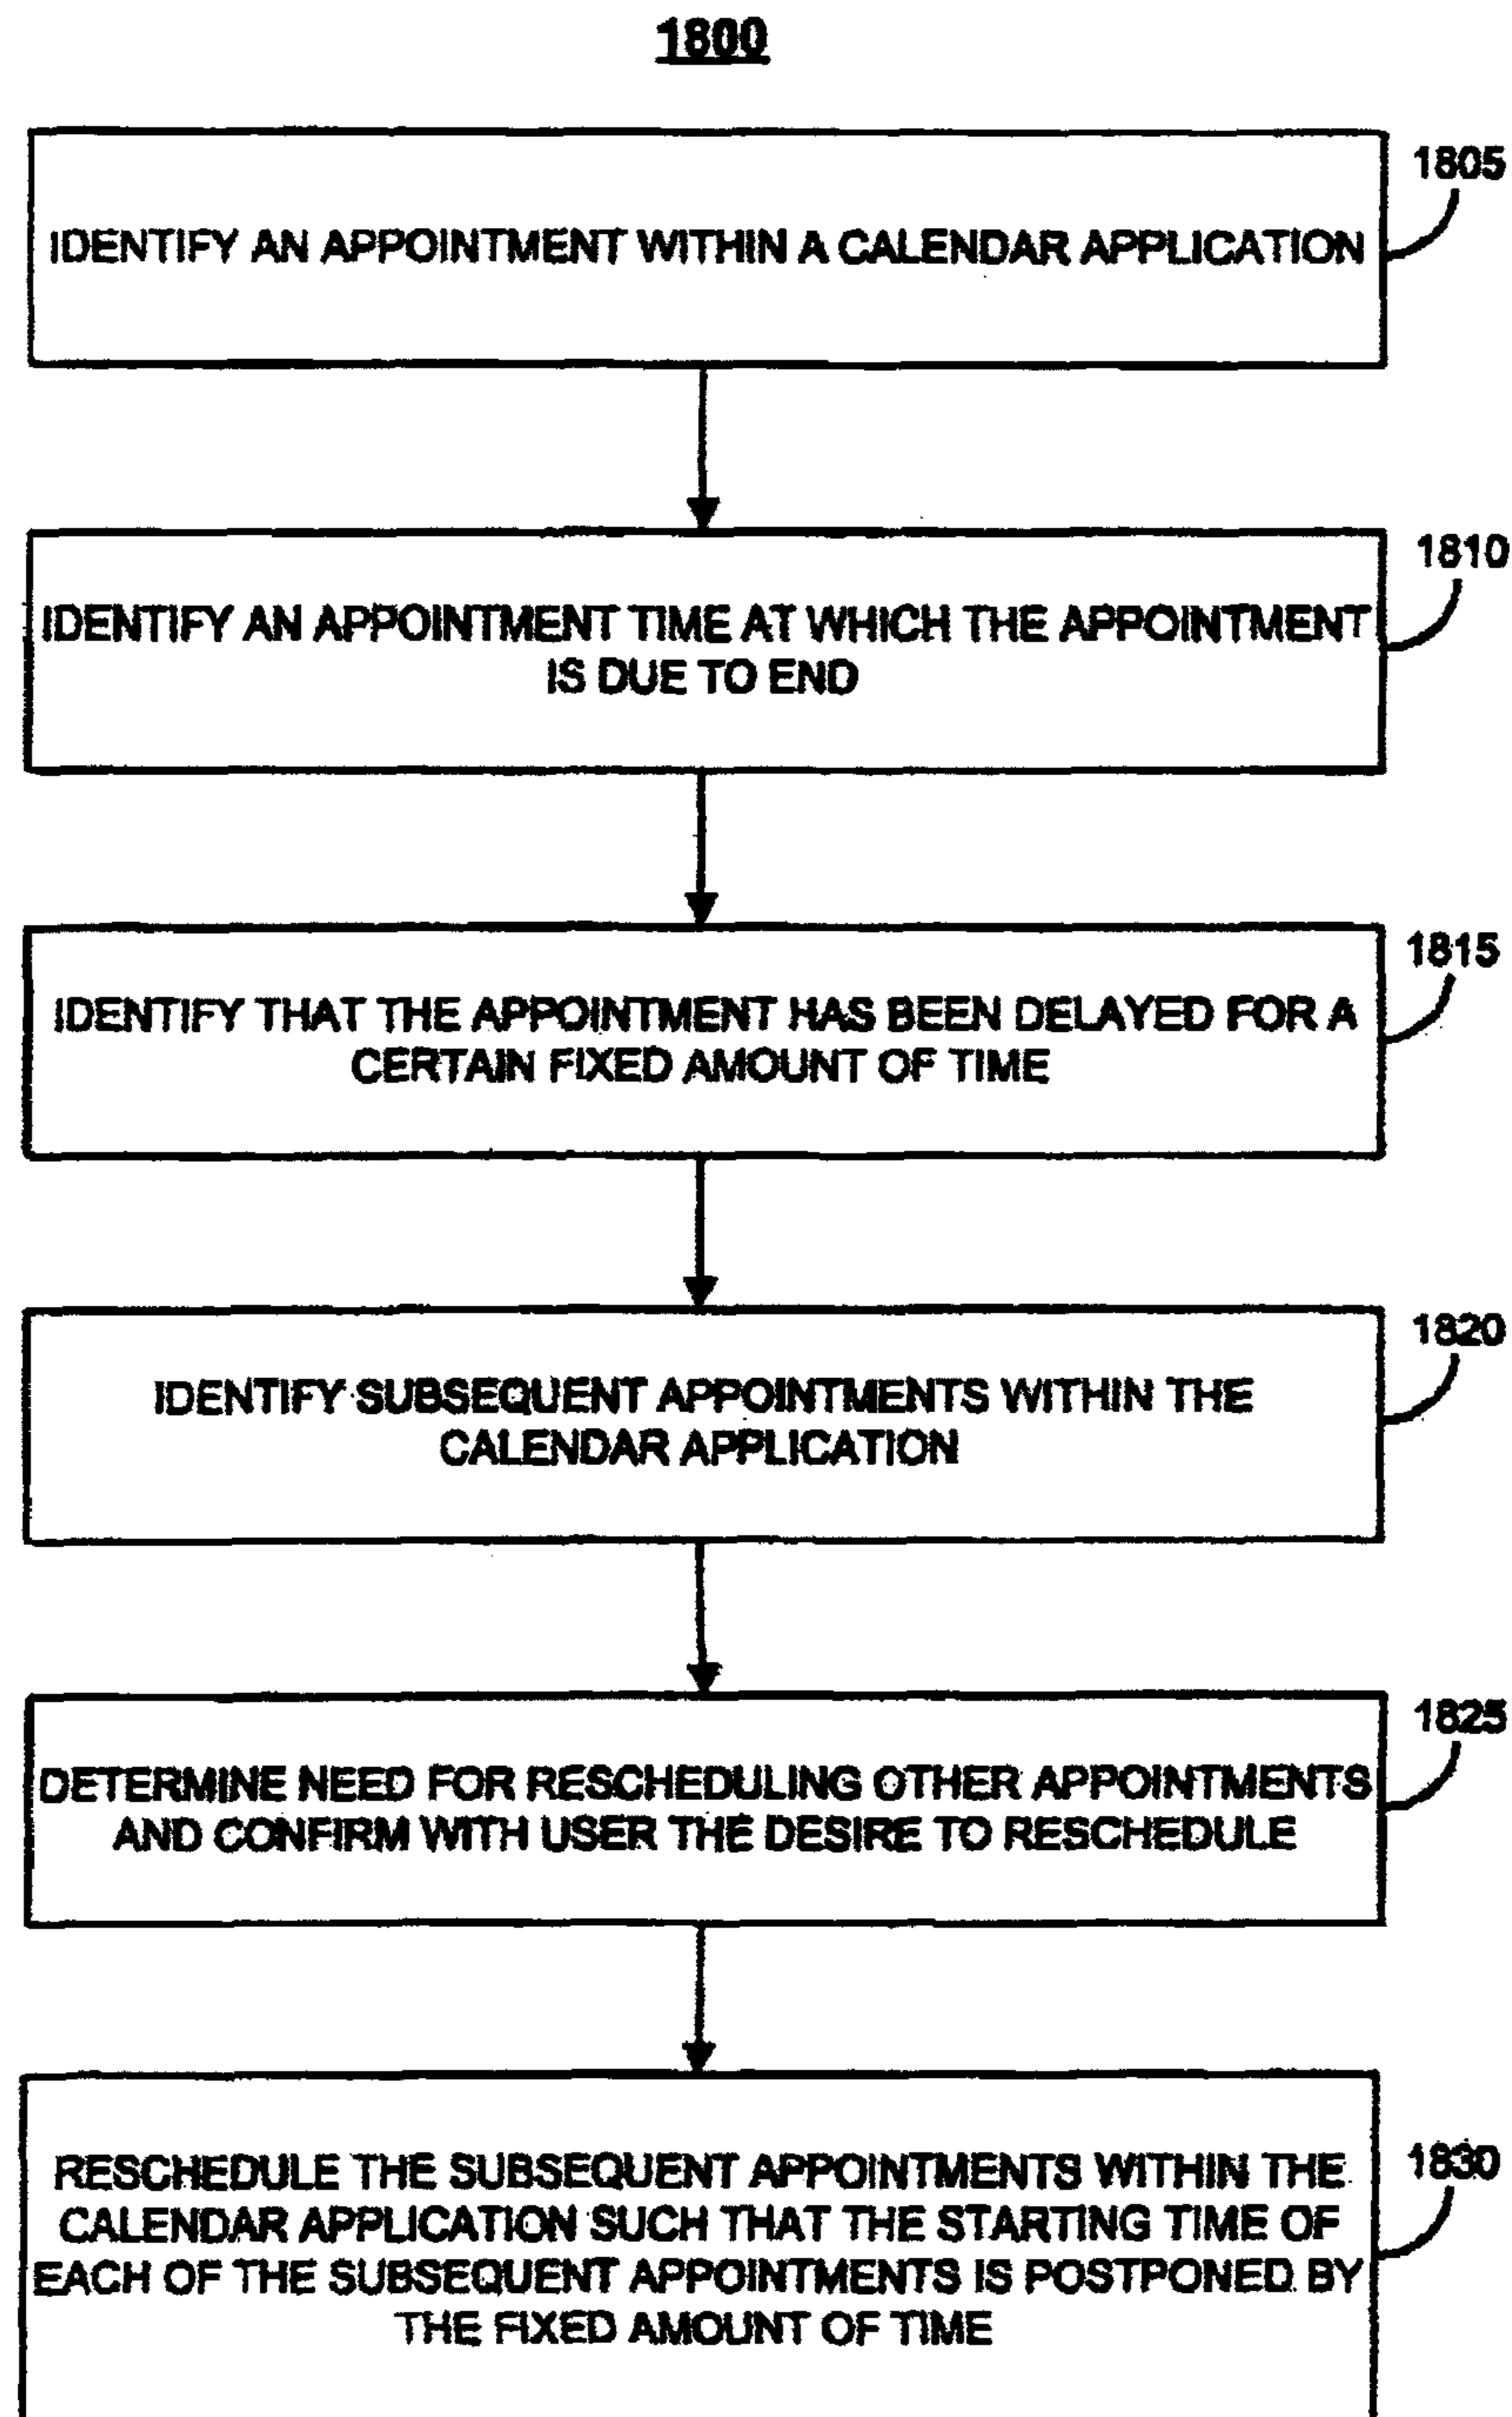 1800
1805
IDENTIFY AN APPOINTMENT WITHIN A CALENDAR APPLICATION
1810
IDENTIFY AN APPOINTMENT TIME AT WHICH THE APPOINTMENT
IS DUE TO END
1815
IDENTIFY THAT THE APPOINTMENT HAS BEEN DELAYED FOR A
CERTAIN FIXED AMOUNT OF TIME
1820
IDENTIFY SUBSEQUENT APPOINTMENTS WITHIN THE
CALENDAR APPLICATION
1825
DETERMINE NEED FOR RESCHEDULING OTHER APPOINTMENTS
AND CONFIRM WITH USER THE DESIRE TO RESCHEDULE
1830
RESCHEDULE THE SUBSEQUENT APPOINTMENTS WITHIN THE
CALENDAR APPLICATION SUCH THAT THE STARTING TIME OF
EACH OF THE SUBSEQUENT APPOINTMENTS IS POSTPONED BY
THE FIXED AMOUNT OF TIME